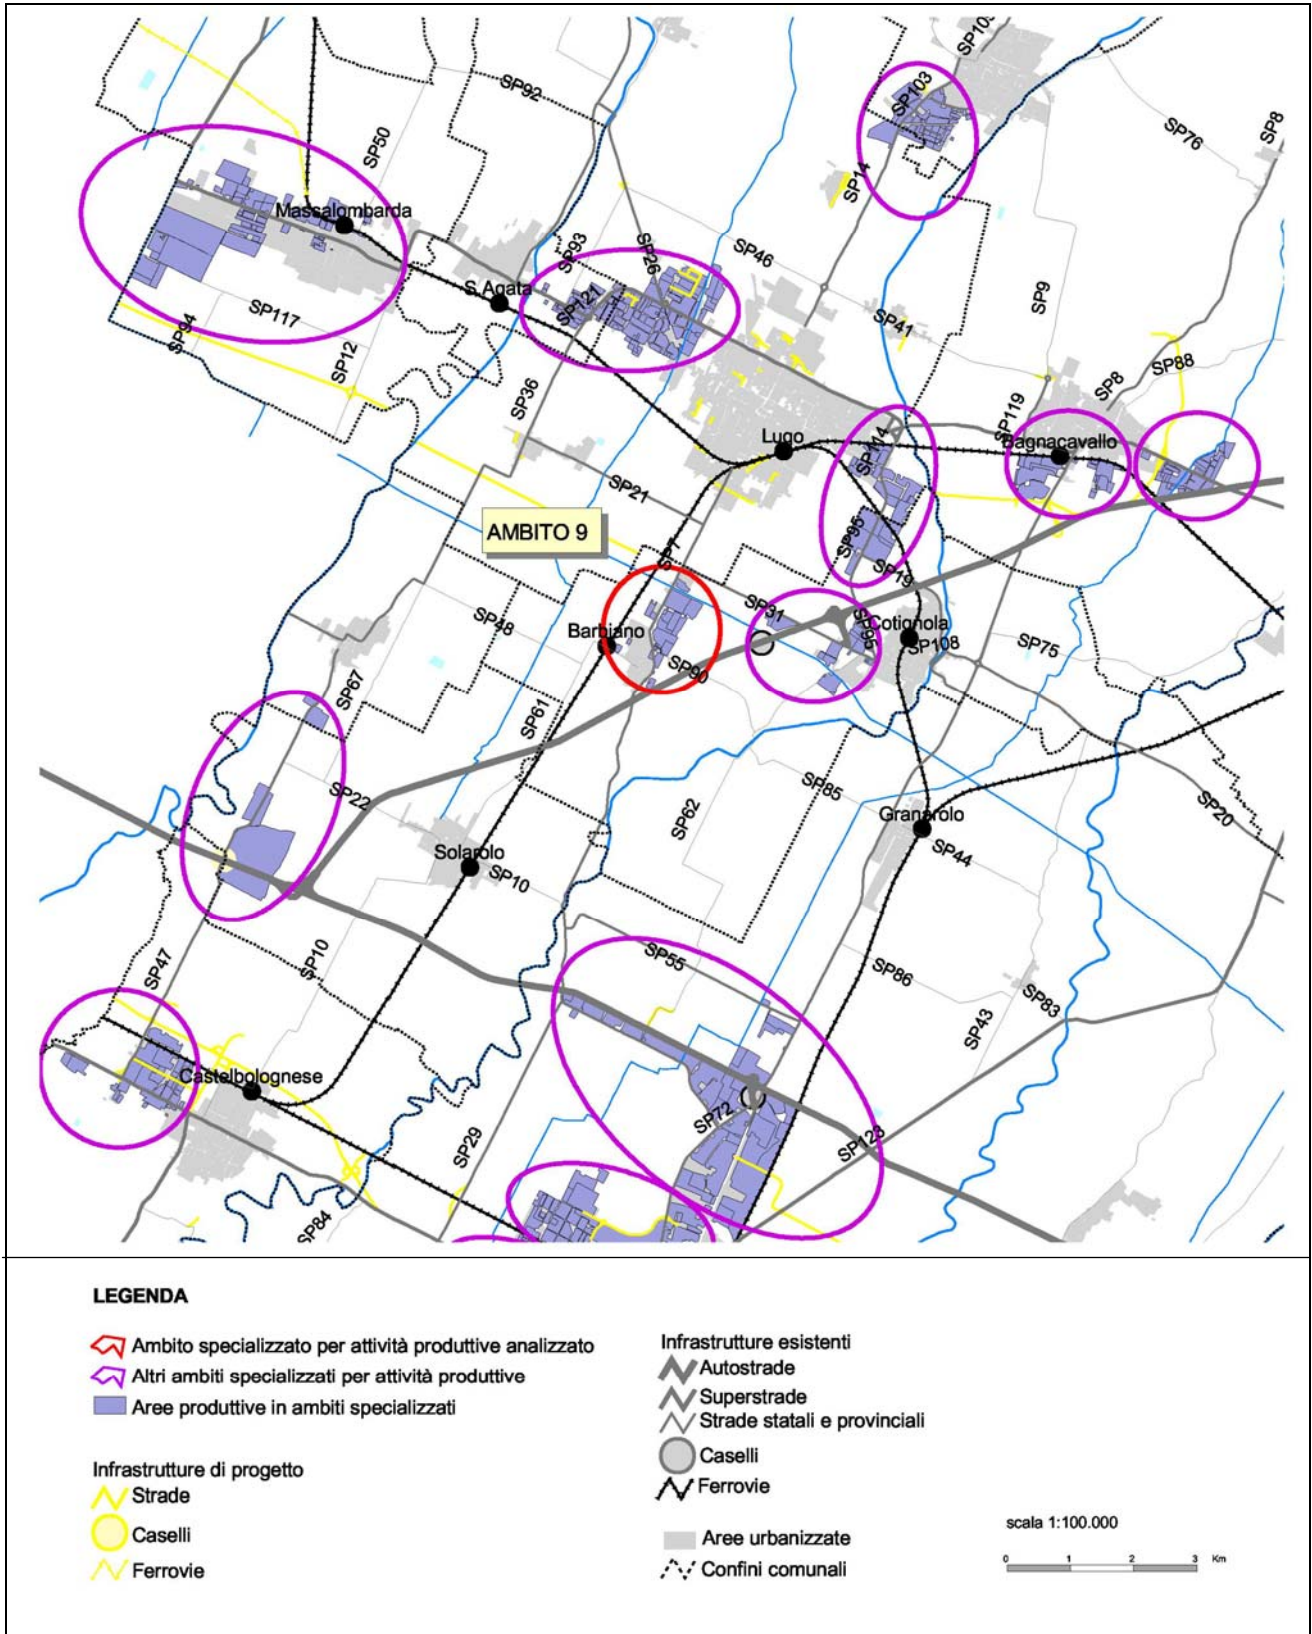 SP103
SP92
SP103
SP76
SP8
SP50
SP14
Massalombarda
SP93
SP26
SP46
S.Agata
SP9
SP121
SP117
SP41
SP94
SP12
SP88
SP8
SP36
SP119
Lugo
SP114
Bagnacavallo
SP21
AMBITO 9
SP95
SP7
SP19
SP31
SP48
Barbiano
SP95
Cotignola
SP108
SP75
SP90
SP67
SP61
SP22
SP85
SP62
SP20
Granarolo
SP44
Solarolo
SP10
SP55
SP47
SP10
SP86
SP83
SP43
Castelbolognese
SP72
SP29
SP123
SP84
LEGENDA
Ambito specializzato per attività produttive analizzato
Altri ambiti specializzati per attività produttive
Aree produttive in ambiti specializzati
Infrastrutture di progetto
Strade
Caselli
Ferrovie
Infrastrutture esistenti
Autostrade
Superstrade
Strade statali e provinciali
Caselli
Ferrovie
Aree urbanizzate
Confini comunali
scala 1:100.000
0 1 2 3 Km